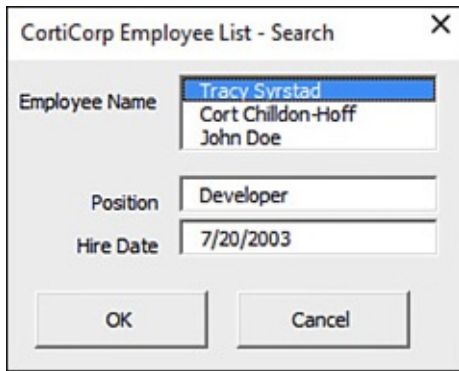 CortiCorp Employee List - Search
Employee Name
Tracy Syrstad
Cort Chilldon-Hoff
John Doe
Position Developer
Hire Date 7/20/2003
OK Cancel